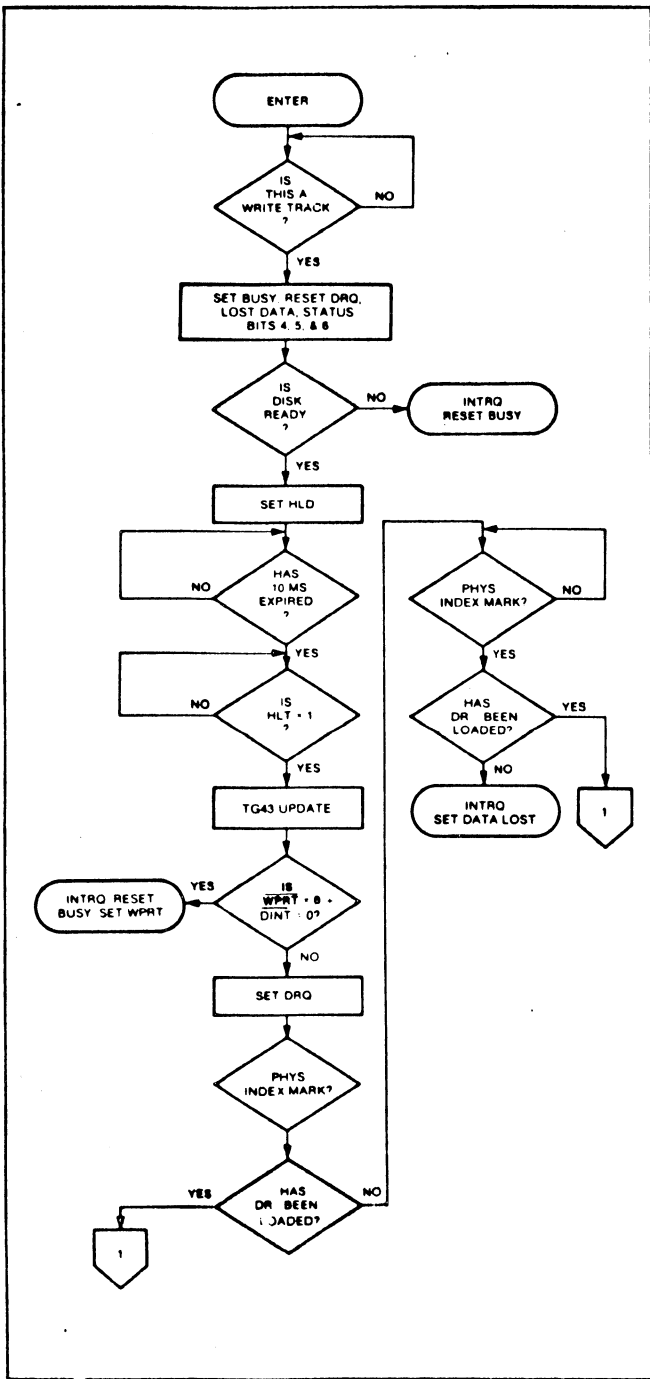 ENTER
IS
THIS A
WRITE TRACK
?
NO
YES
SET BUSY, RESET DRQ,
LOST DATA, STATUS
BITS 4, 5, & 6
IS
DISK
READY
?
NO
INTRQ
RESET BUSY
YES
SET HLD
HAS
10 MS
EXPIRED
?
NO
YES
IS
HLT = 1
?
NO
YES
TG43 UPDATE
IS
WPRT = 0 +
DINT = 0?
YES
INTRQ RESET
BUSY SET WPRT
NO
SET DRQ
PHYS
INDEX MARK?
HAS
DR BEEN
LOADED?
YES
1
NO
PHYS
INDEX MARK?
NO
YES
HAS
DR BEEN
LOADED?
YES
1
NO
INTRQ
SET DATA LOST